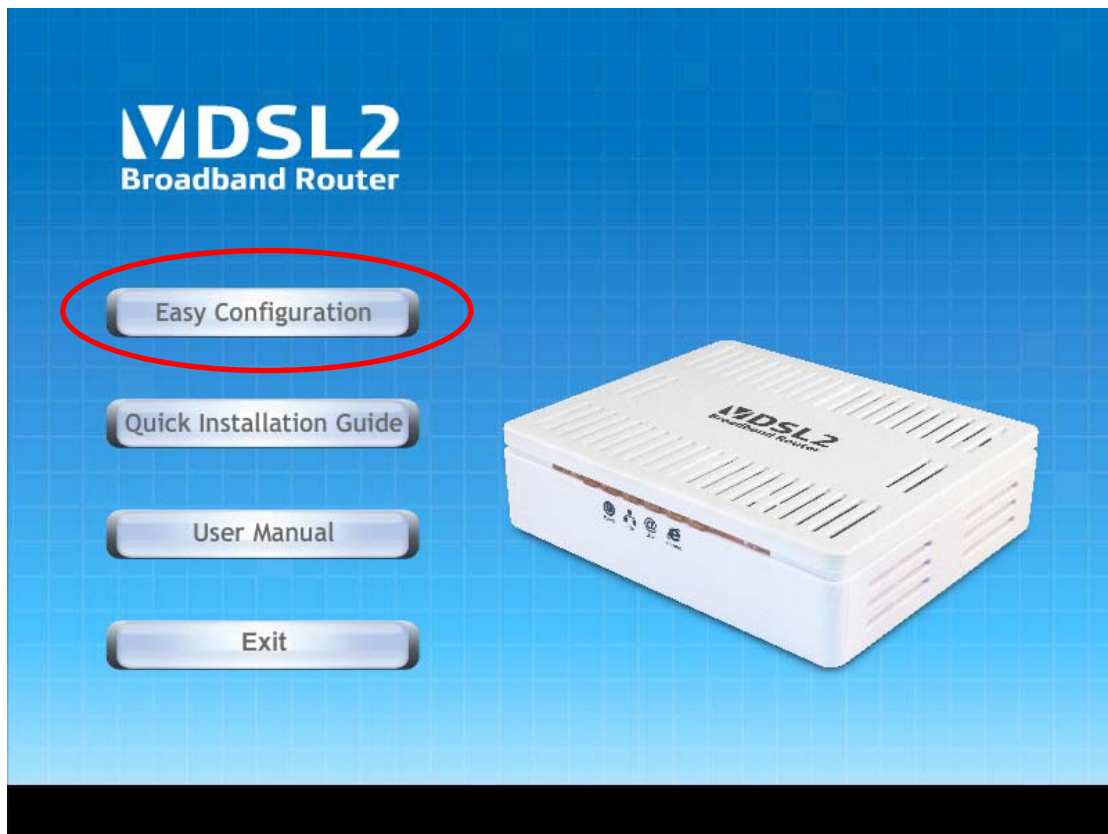 VDSL2
Broadband Router
Easy Configuration
Quick Installation Guide
User Manual
Exit
VDSL2
Broadband Router